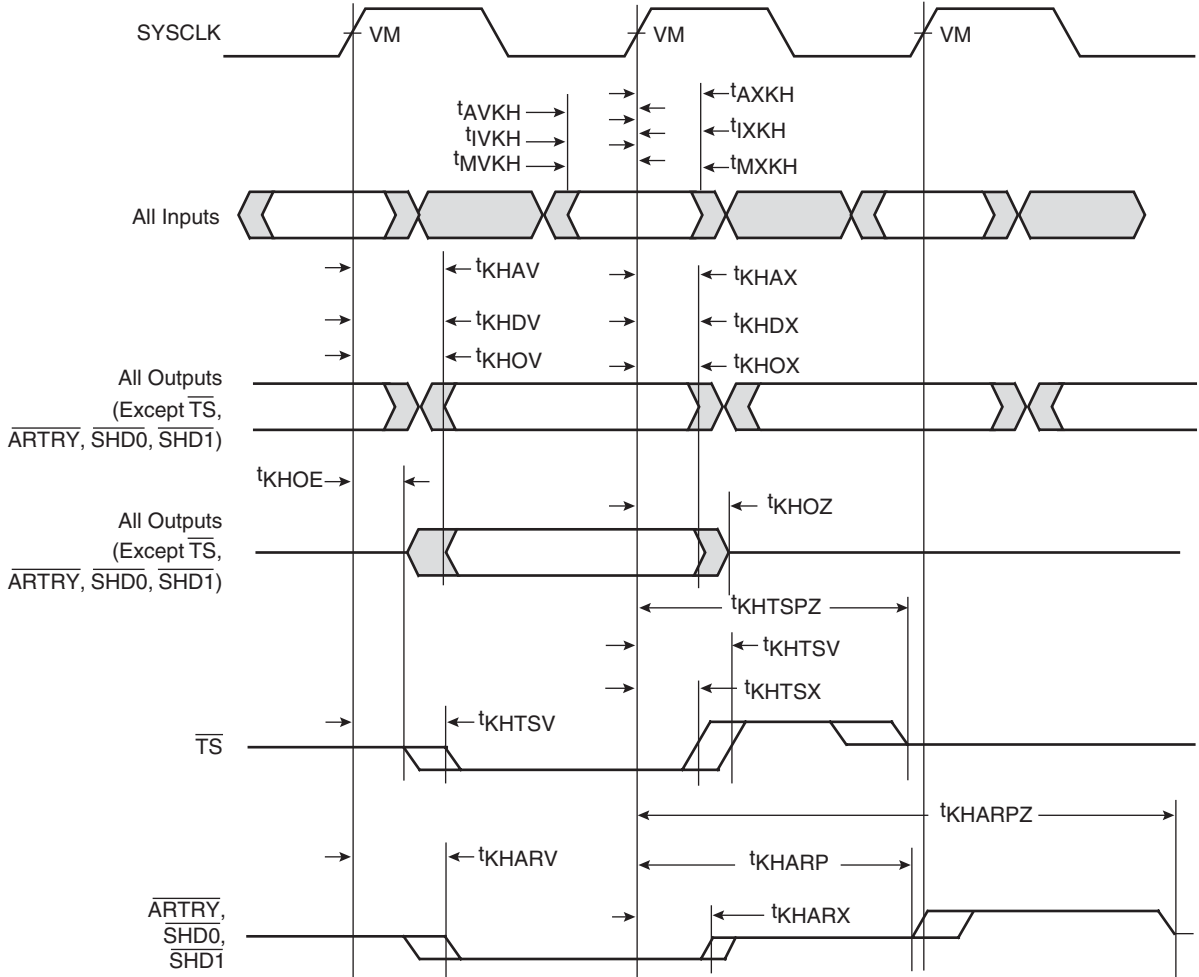 SYSCLK
VM VM VM
tAVKH tAXKH
tIVKH tIXKH
tMVKH tMXKH
All Inputs
tKHAV tKHAX
tKHDV tKHDX
tKHOV tKHOX
All Outputs
(Except TS,
ARTRY, SHD0, SHD1)
tKHOE
tKHOZ
All Outputs
(Except TS,
ARTRY, SHD0, SHD1)
tKHTSPZ
tKHTSV
tKHTSX
tKHTSV
TS
tKHARPZ
tKHARV tKHARP
tKHARX
ARTRY,
SHD0,
SHD1